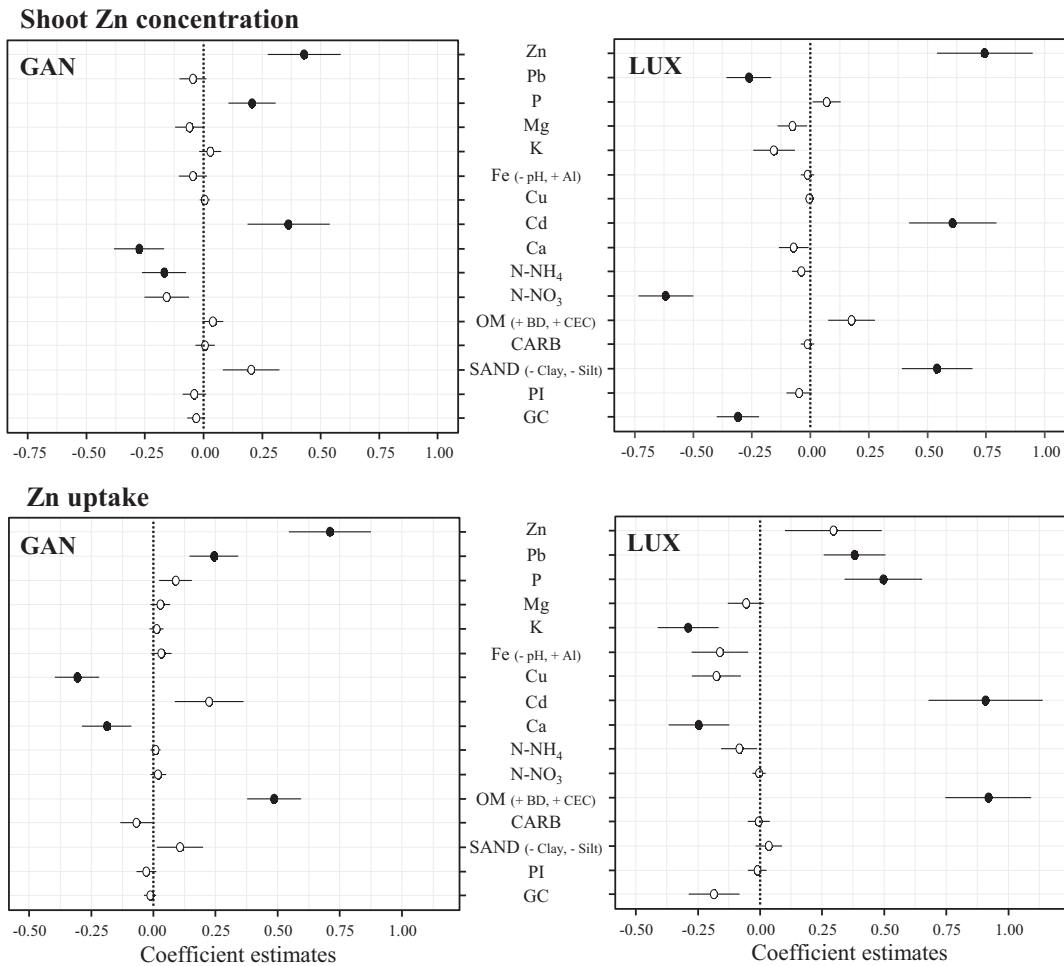 Shoot Zn concentration
GAN
LUX
Zn
Pb
P
Mg
K
Fe (- pH, + Al)
Cu
Cd
Ca
N-NH₄
N-NO₃
OM (+ BD, + CEC)
CARB
SAND (- Clay, - Silt)
PI
GC
-0.75 -0.50 -0.25 0.00 0.25 0.50 0.75 1.00
-0.75 -0.50 -0.25 0.00 0.25 0.50 0.75 1.00
Zn uptake
GAN
LUX
Zn
Pb
P
Mg
K
Fe (- pH, + Al)
Cu
Cd
Ca
N-NH₄
N-NO₃
OM (+ BD, + CEC)
CARB
SAND (- Clay, - Silt)
PI
GC
-0.50 -0.25 0.00 0.25 0.50 0.75 1.00
-0.50 -0.25 0.00 0.25 0.50 0.75 1.00
Coefficient estimates
Coefficient estimates